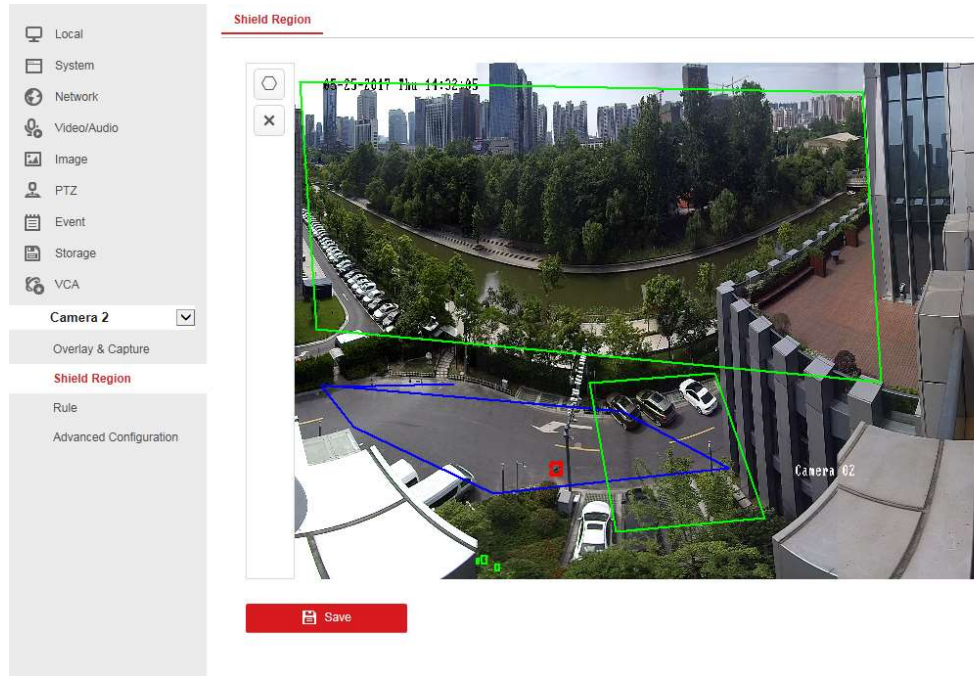 Shield Region
Local
System
Network
Video/Audio
Image
PTZ
Event
Storage
VCA
Camera 2
Overlay & Capture
Shield Region
Rule
Advanced Configuration
05-25-2017 Thu 14:32:05
Camera 02
Save